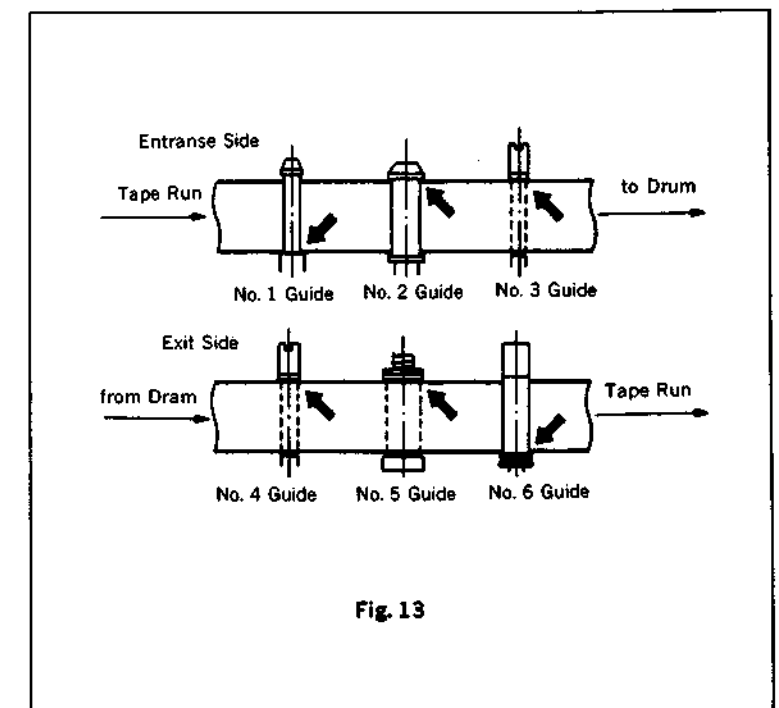 Entranse Side
Tape Run
to Drum
No. 1 Guide No. 2 Guide No. 3 Guide
Exit Side
from Dram
Tape Run
No. 4 Guide No. 5 Guide No. 6 Guide
Fig. 13